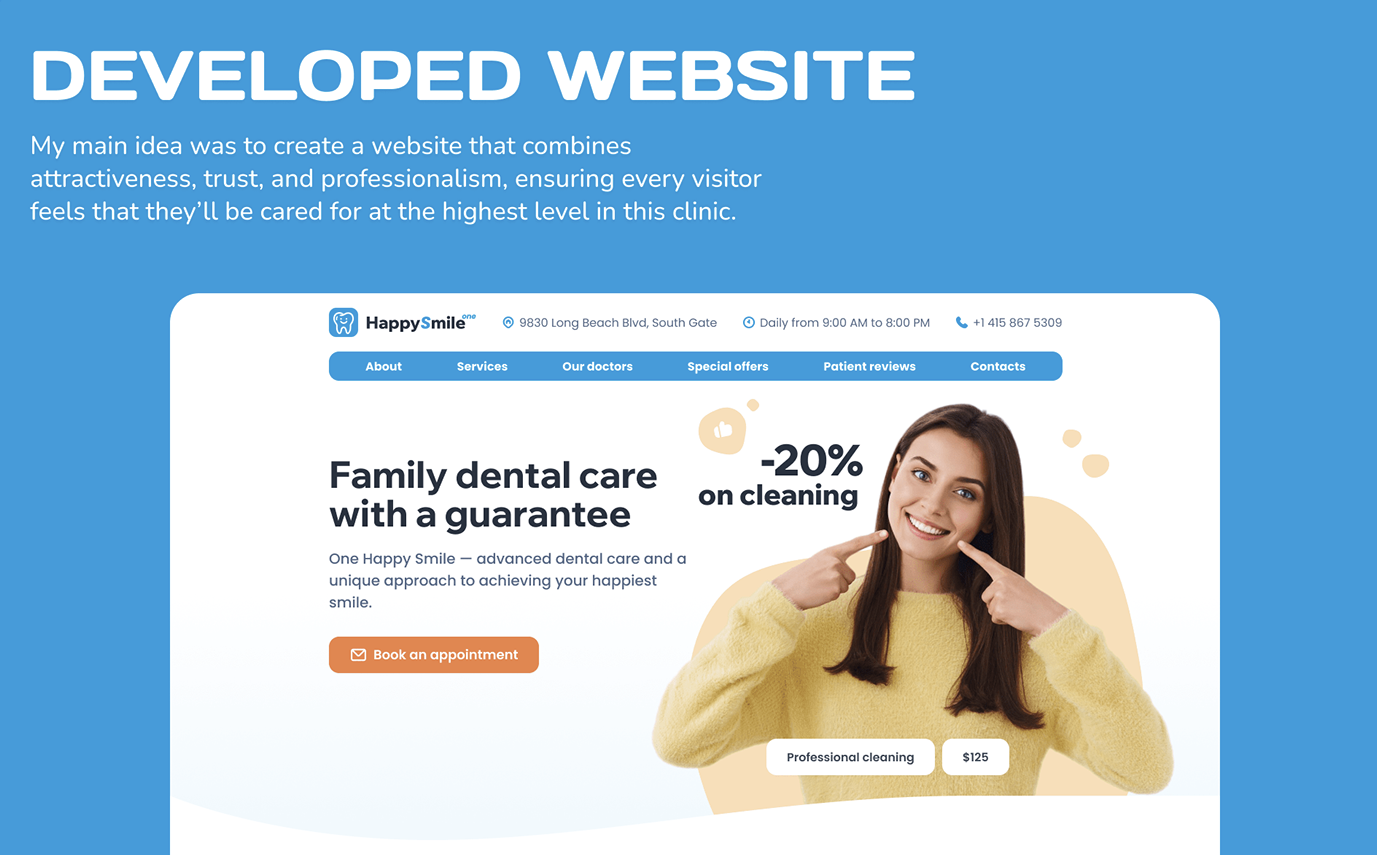 DEVELOPED WEBSITE
My main idea was to create a website that combines
attractiveness, trust, and professionalism, ensuring every visitor
feels that they’ll be cared for at the highest level in this clinic.
HappySmile one
9830 Long Beach Blvd, South Gate
Daily from 9:00 AM to 8:00 PM
+1 415 867 5309
About
Services
Our doctors
Special offers
Patient reviews
Contacts
Family dental care
with a guarantee
One Happy Smile — advanced dental care and a
unique approach to achieving your happiest
smile.
Book an appointment
-20%
on cleaning
Professional cleaning
$125